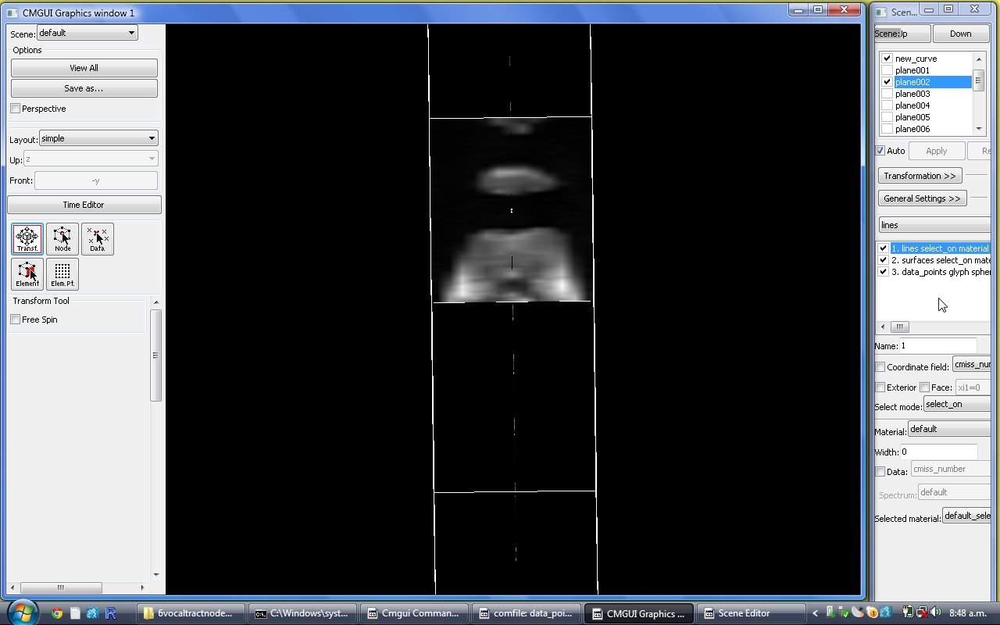 CMGUI Graphics window 1
Scene: default
Options
View All
Save as...
Perspective
Layout: simple
Up: z
Front: -y
Time Editor
Transf.
Node
Data
Element
Elem.Pt.
Transform Tool
Free Spin
Scen...
Scene:
Down
new_curve
plane001
plane002
plane003
plane004
plane005
plane006
Auto
Apply
Re
Transformation >>
General Settings >>
lines
1. lines select_on material
2. surfaces select_on mate
3. data_points glyph spher
Name: 1
Coordinate field: cmiss_num
Exterior Face: xi1=0
Select mode: select_on
Material: default
Width: 0
Data: cmiss_number
Spectrum: default
Selected material: default_sele
6vocaltractnode...
C:\Windows\syst...
Cmgui Comman...
comfile: data_poi...
CMGUI Graphics ...
Scene Editor
8:48 a.m.